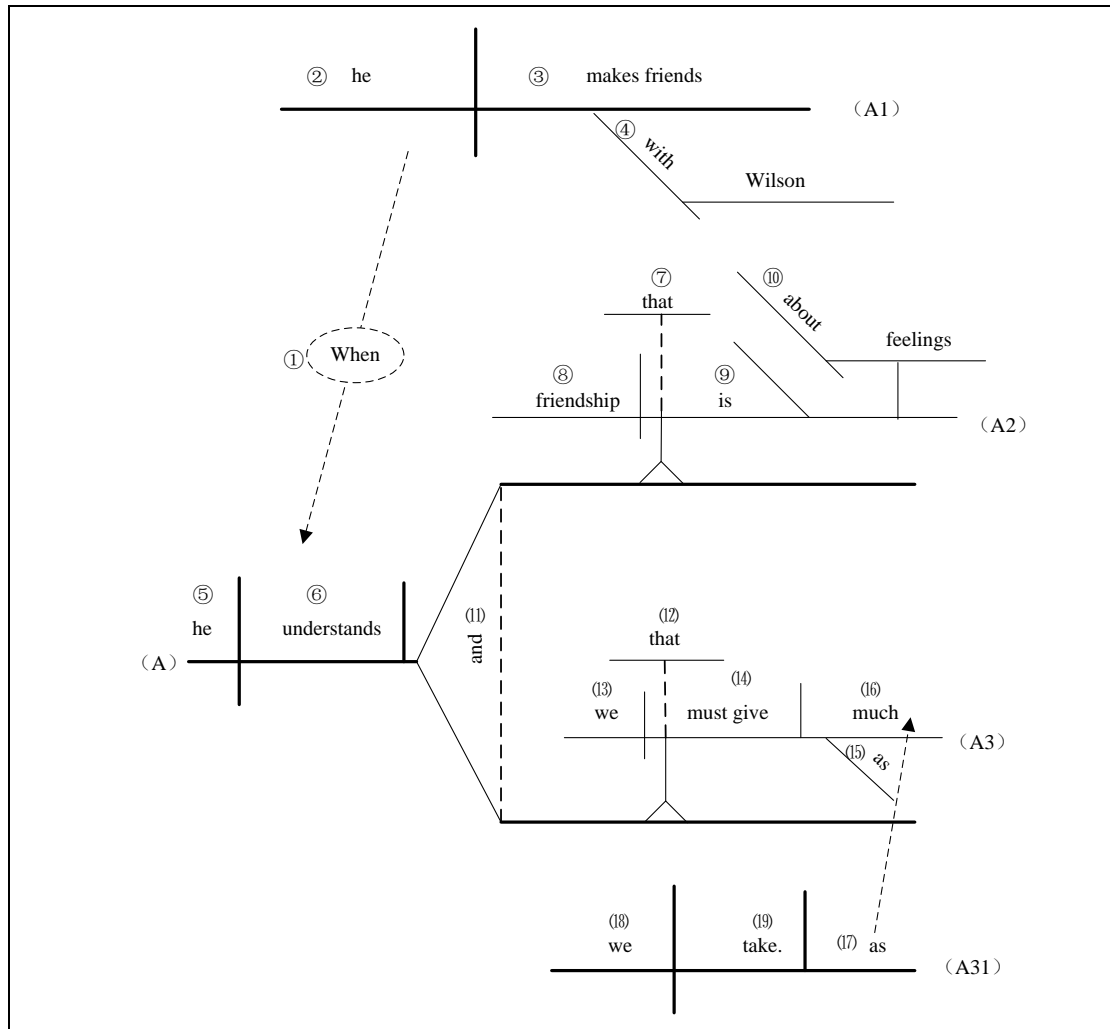 ② he ③ makes friends
(A1)
④ with
Wilson
⑦
that
⑩ about
feelings
① When
⑧
friendship
⑨
is
(A2)
⑤
he
⑥
understands
(A)
⑾
and
⑿
that
⒀
we
⒁
must give
⒃
much
(A3)
⒂ as
⒅
we
⒆
take.
⒄ as
(A31)